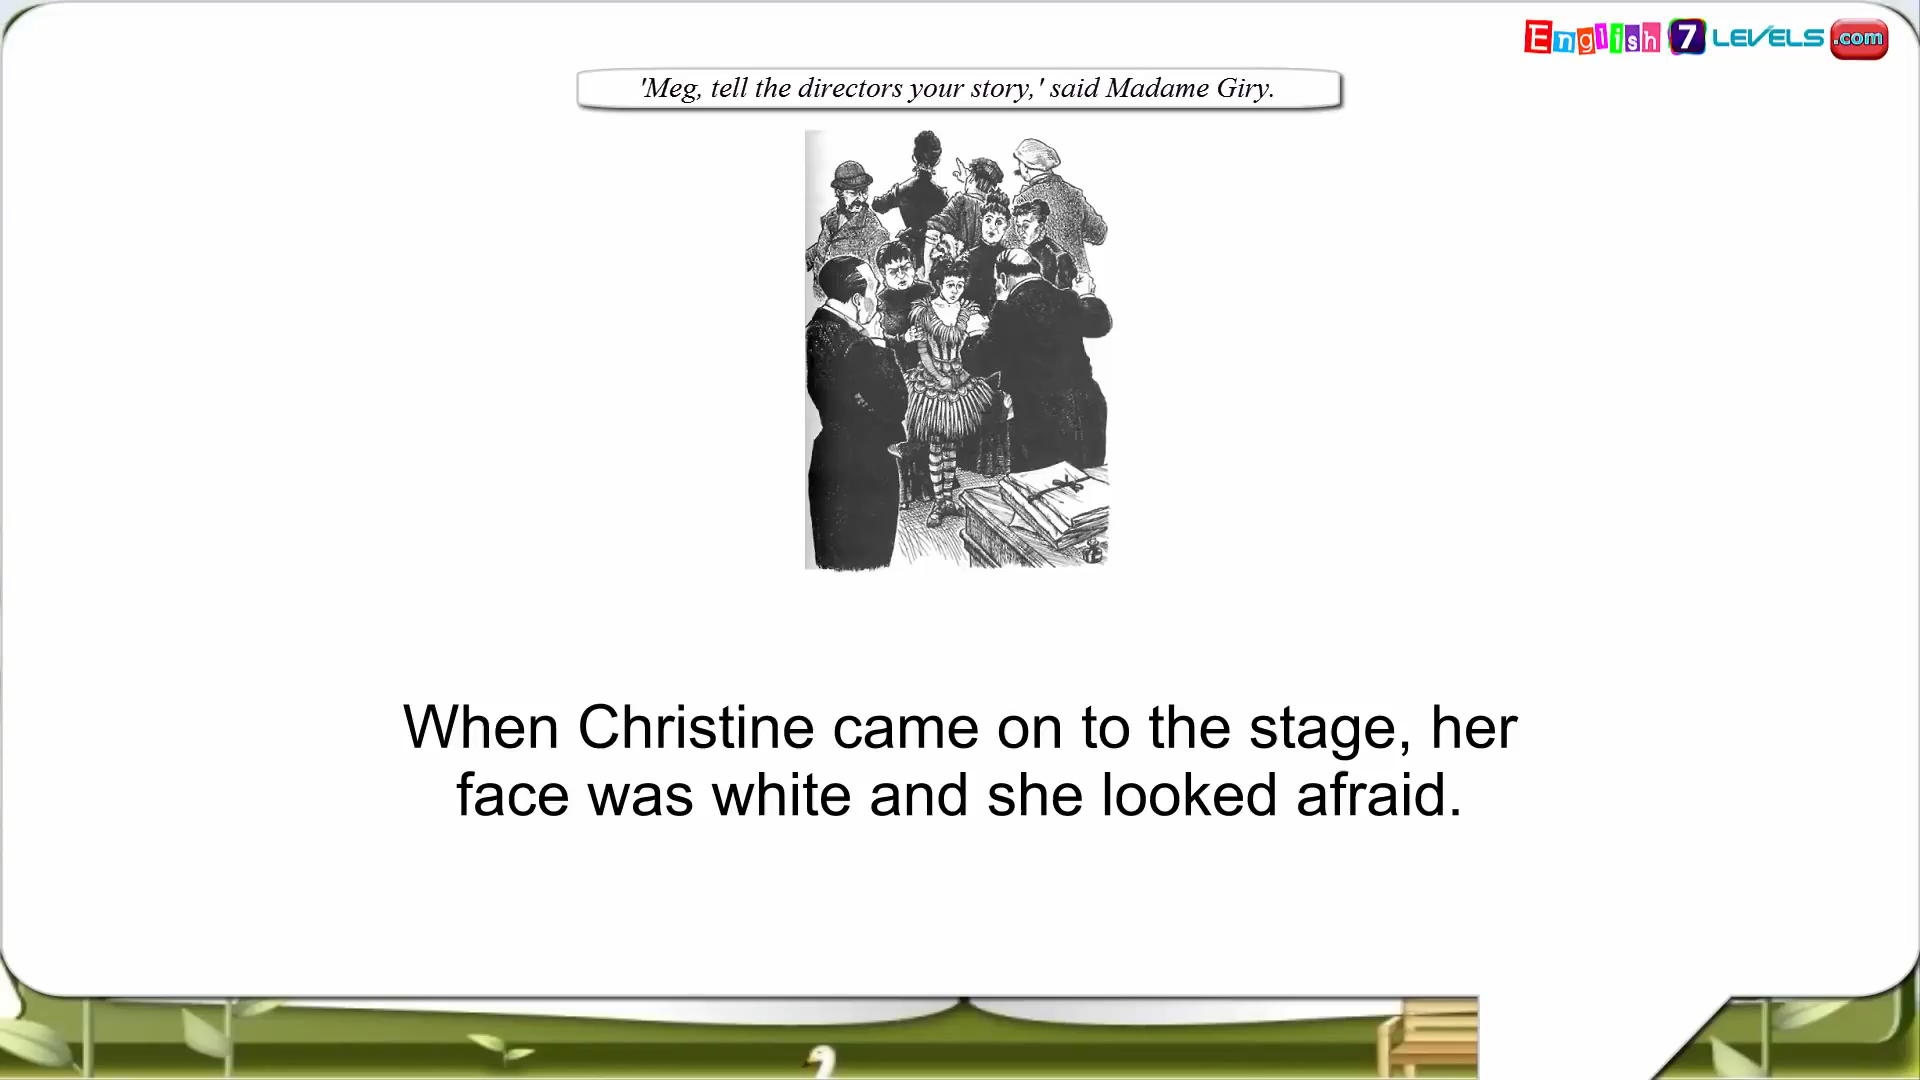 English 7 LEVELS .com
'Meg, tell the directors your story,' said Madame Giry.
When Christine came on to the stage, her
face was white and she looked afraid.